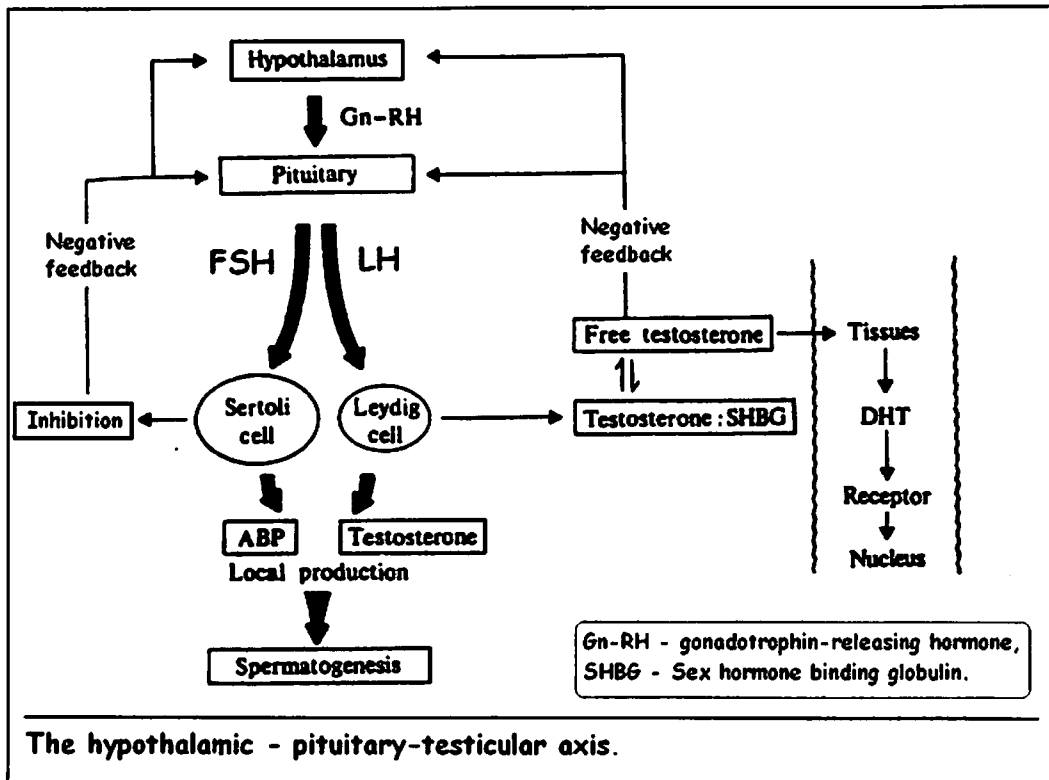 Hypothalamus
Gn-RH
Pituitary
Negative
feedback
FSH
LH
Negative
feedback
Free testosterone
Tissues
Inhibition
Sertoli
cell
Leydig
cell
Testosterone : SHBG
DHT
Receptor
Nucleus
ABP
Testosterone
Local production
Spermatogenesis
Gn-RH - gonadotrophin-releasing hormone,
SHBG - Sex hormone binding globulin.
The hypothalamic - pituitary-testicular axis.